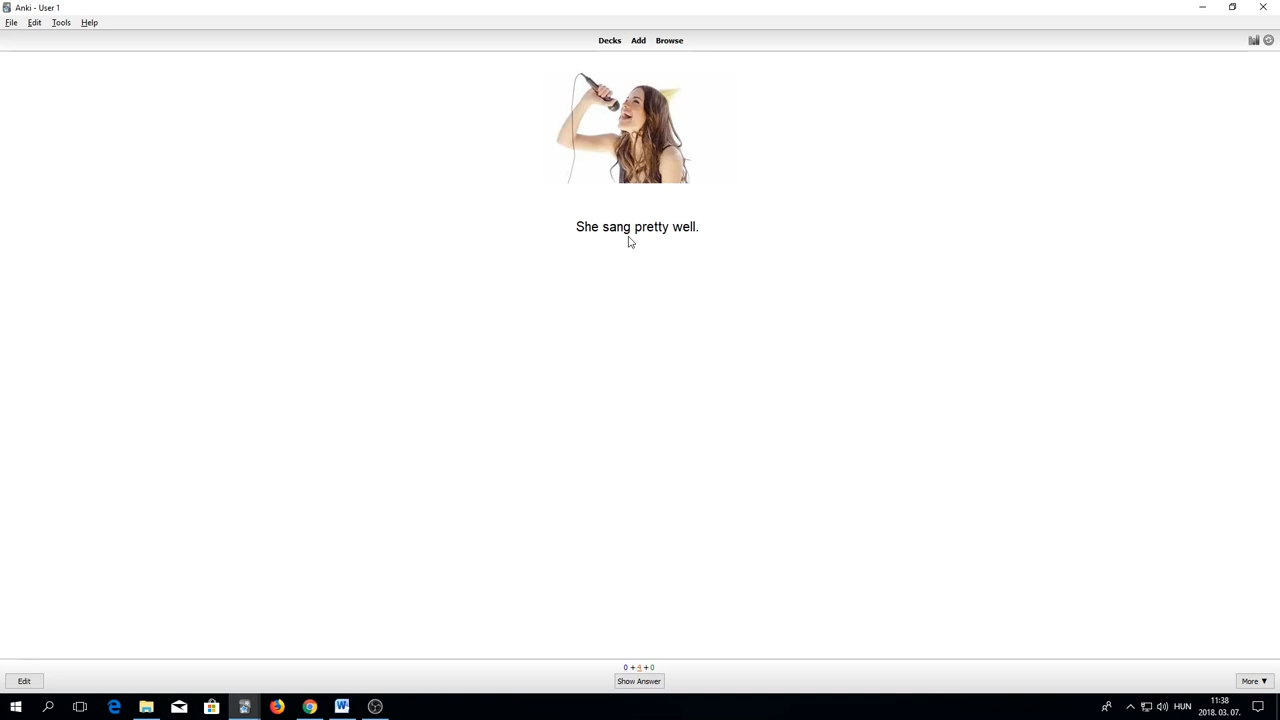 Anki - User 1
File Edit Tools Help
Decks Add Browse
She sang pretty well.
0 + 4 + 0
Edit Show Answer More ▼
HUN 11:38
2018. 03. 07.